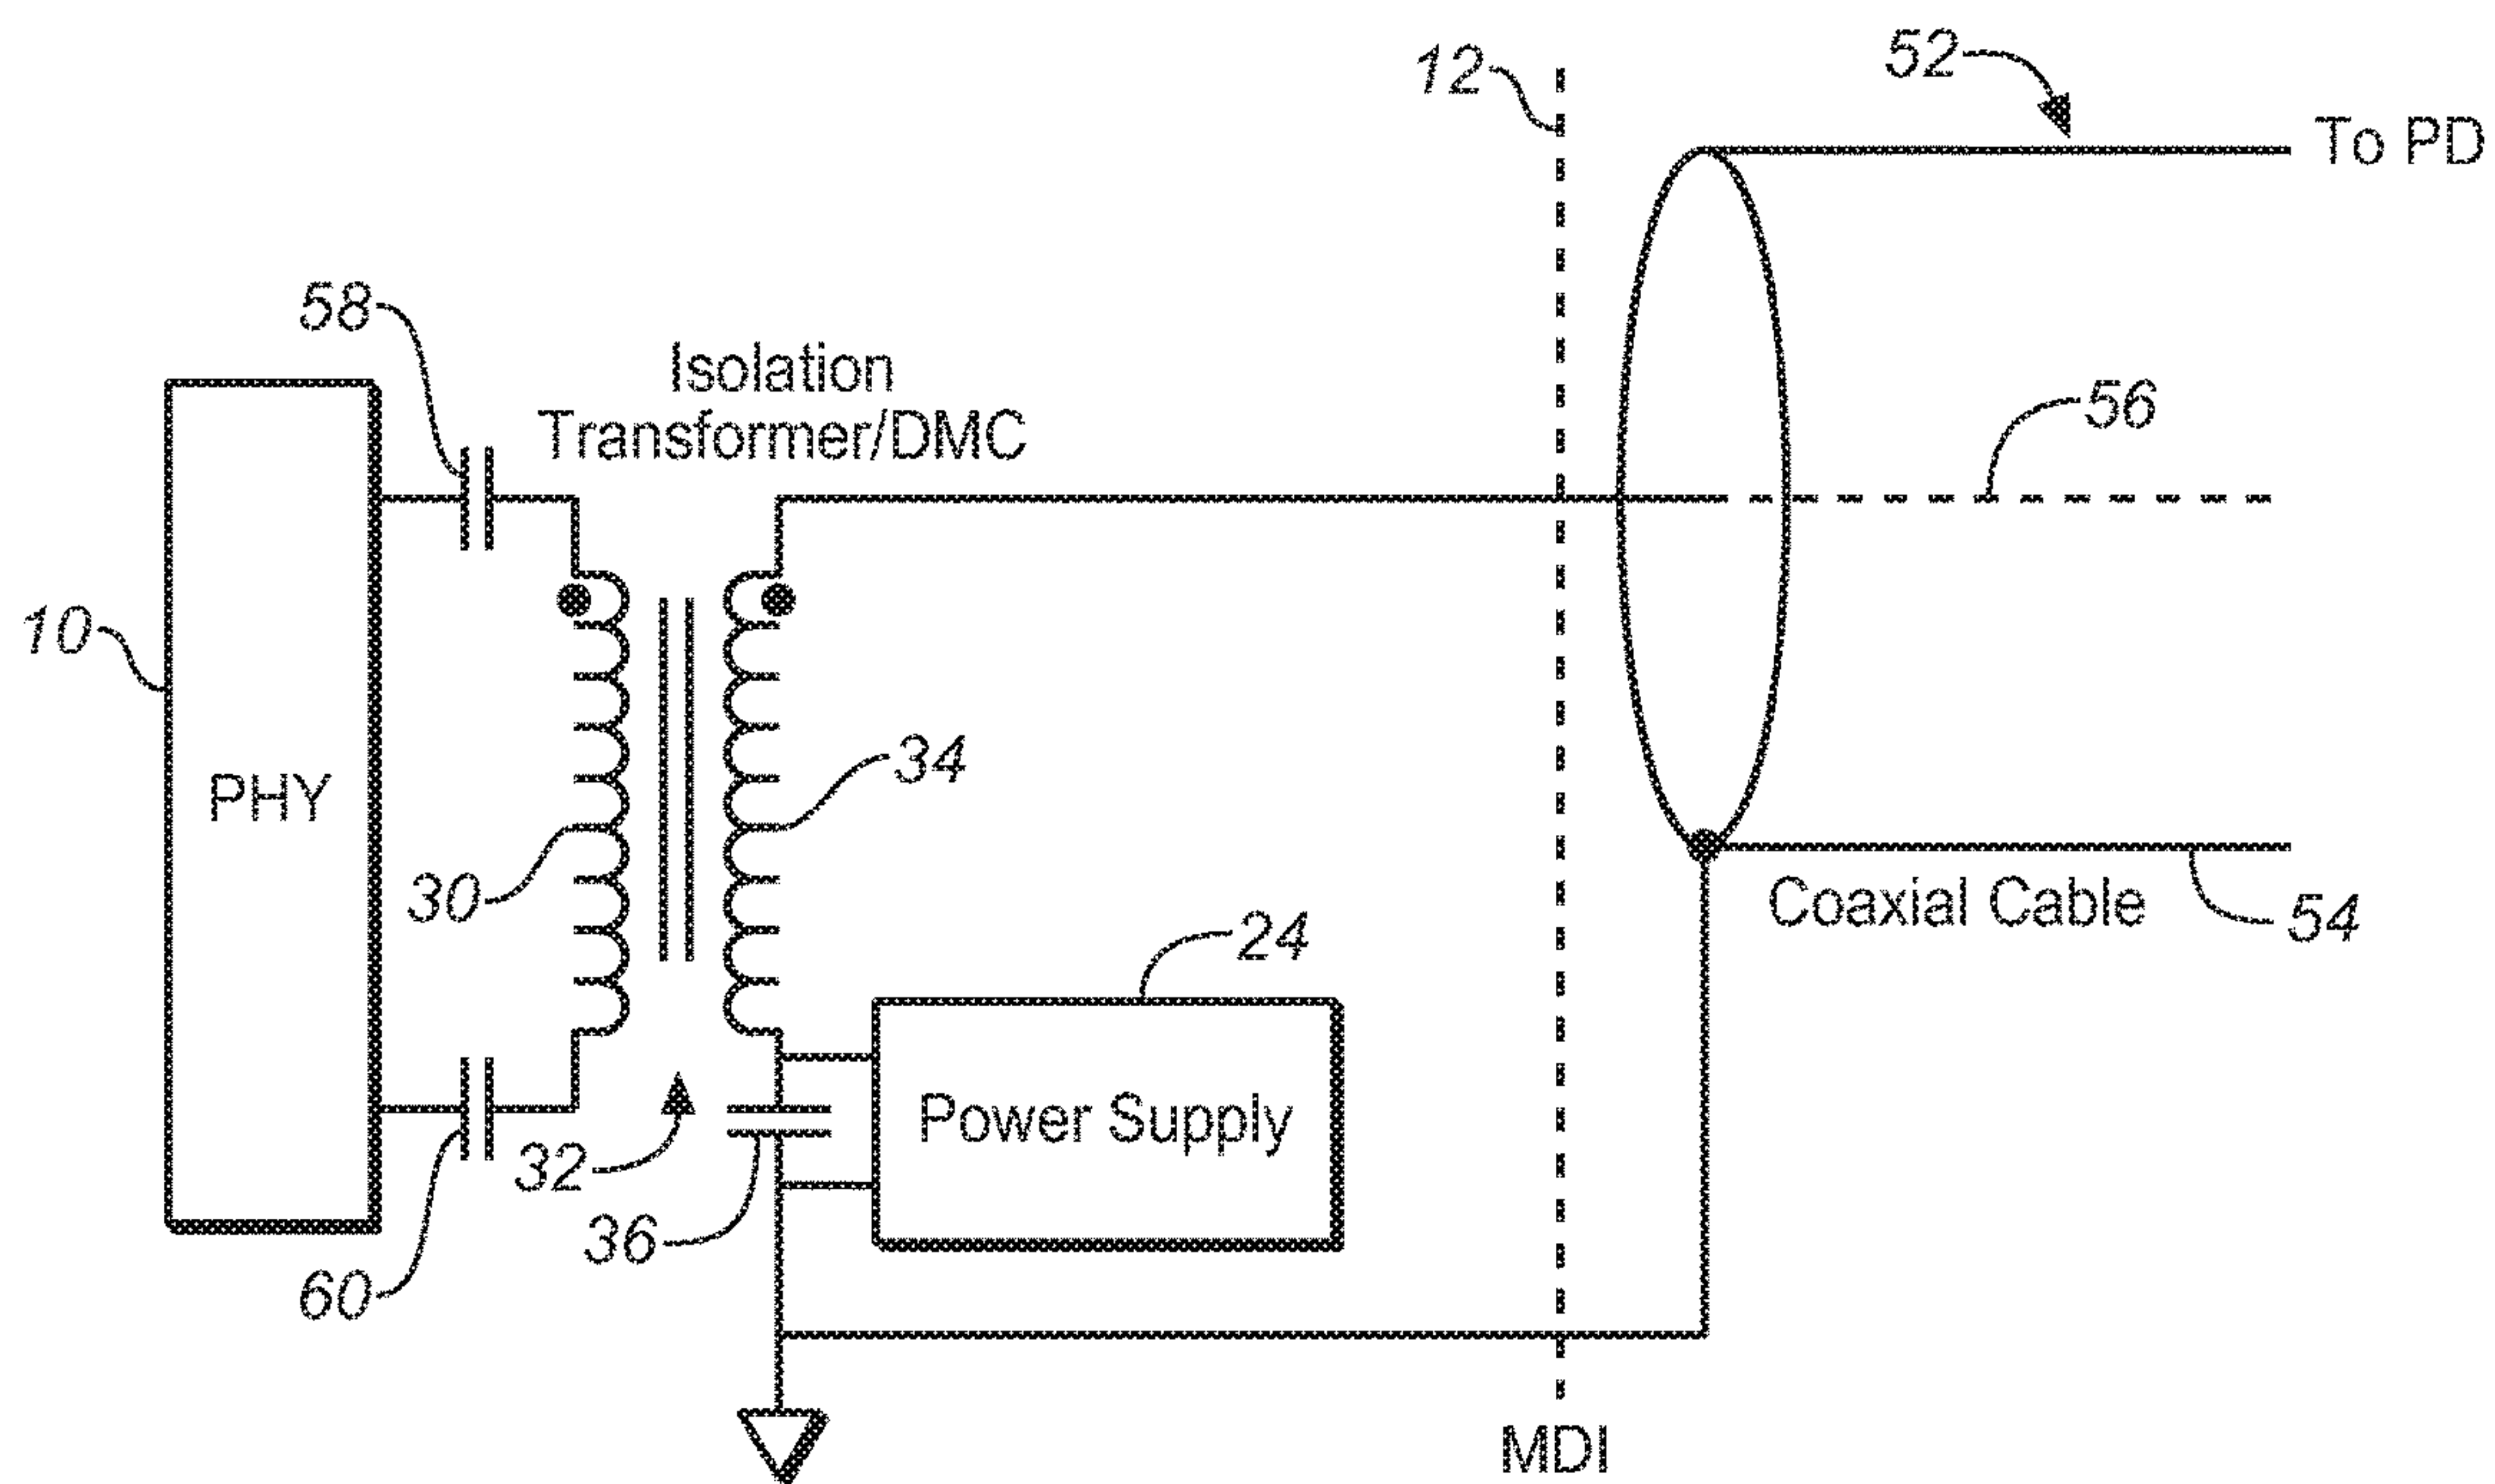 12
52
To PD
58
Isolation
Transformer/DMC
56
10
PHY
34
30
24
Coaxial Cable
54
Power Supply
32
36
60
MDI